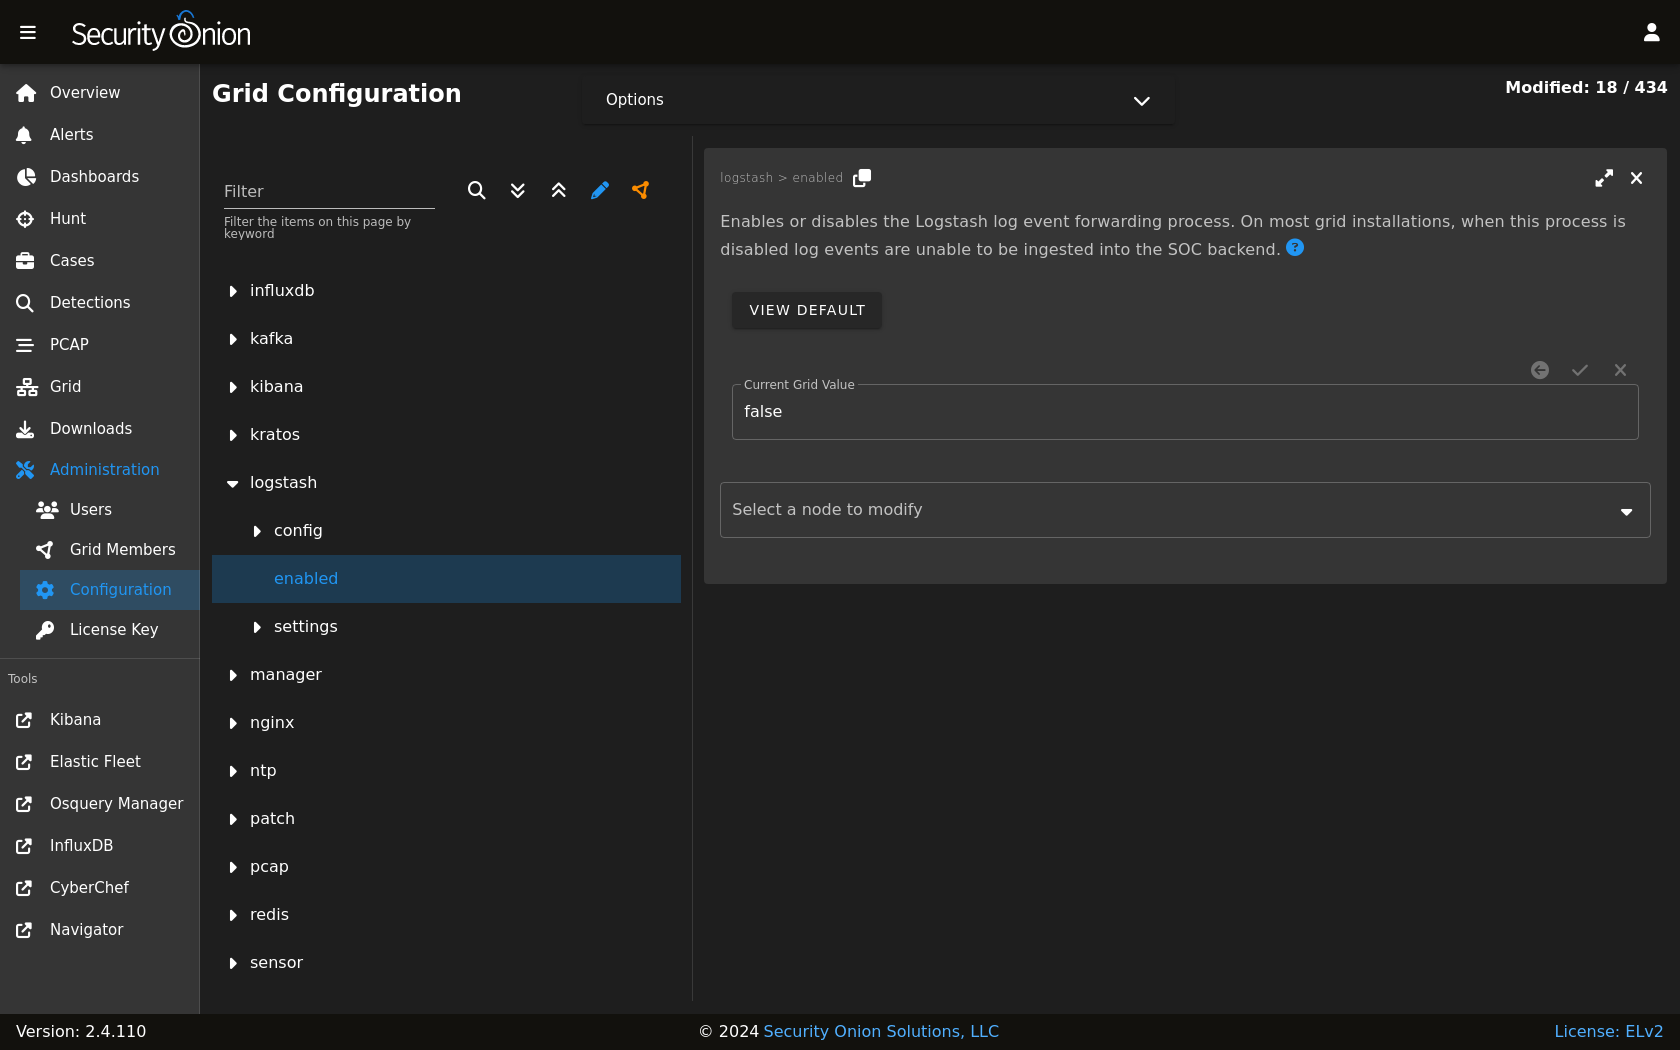 Security Onion
Overview
Alerts
Dashboards
Hunt
Cases
Detections
PCAP
Grid
Downloads
Administration
Users
Grid Members
Configuration
License Key
Tools
Kibana
Elastic Fleet
Osquery Manager
InfluxDB
CyberChef
Navigator
Grid Configuration
Options
Modified: 18 / 434
Filter
Filter the items on this page by
keyword
influxdb
kafka
kibana
kratos
logstash
config
enabled
settings
manager
nginx
ntp
patch
pcap
redis
sensor
logstash > enabled
Enables or disables the Logstash log event forwarding process. On most grid installations, when this process is
disabled log events are unable to be ingested into the SOC backend. ?
VIEW DEFAULT
Current Grid Value
false
Select a node to modify
Version: 2.4.110
© 2024 Security Onion Solutions, LLC
License: ELv2